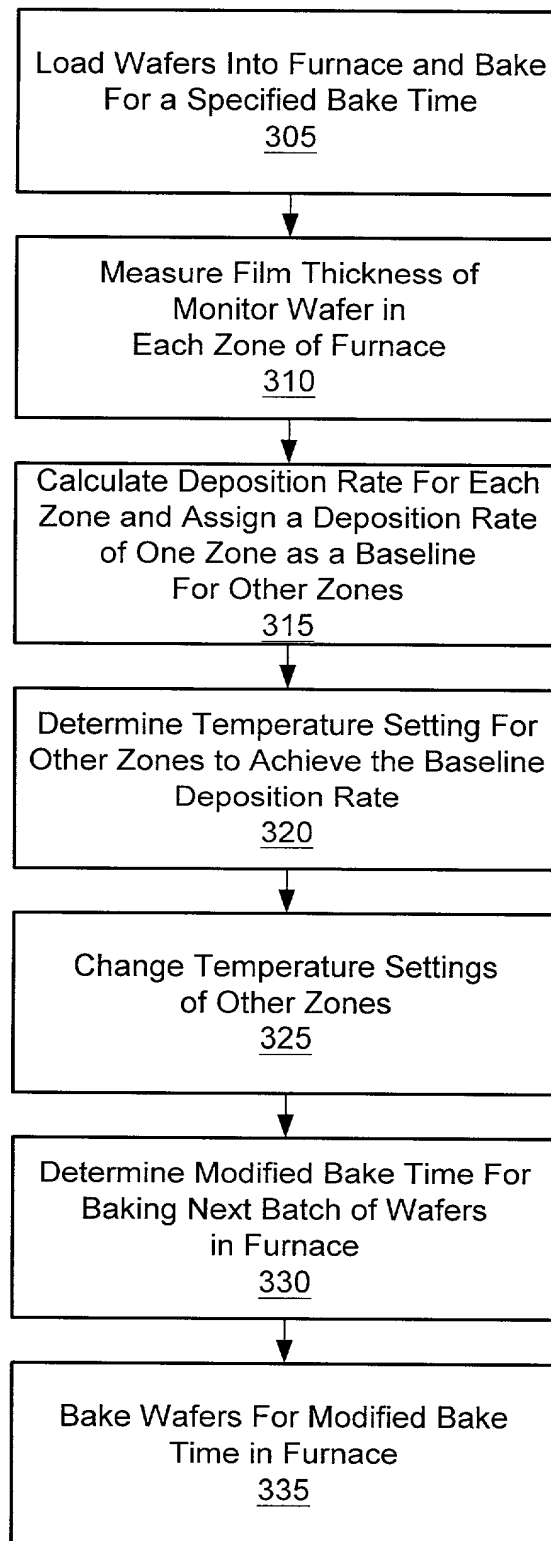 Load Wafers Into Furnace and Bake
For a Specified Bake Time
305
Measure Film Thickness of
Monitor Wafer in
Each Zone of Furnace
310
Calculate Deposition Rate For Each
Zone and Assign a Deposition Rate
of One Zone as a Baseline
For Other Zones
315
Determine Temperature Setting For
Other Zones to Achieve the Baseline
Deposition Rate
320
Change Temperature Settings
of Other Zones
325
Determine Modified Bake Time For
Baking Next Batch of Wafers
in Furnace
330
Bake Wafers For Modified Bake
Time in Furnace
335